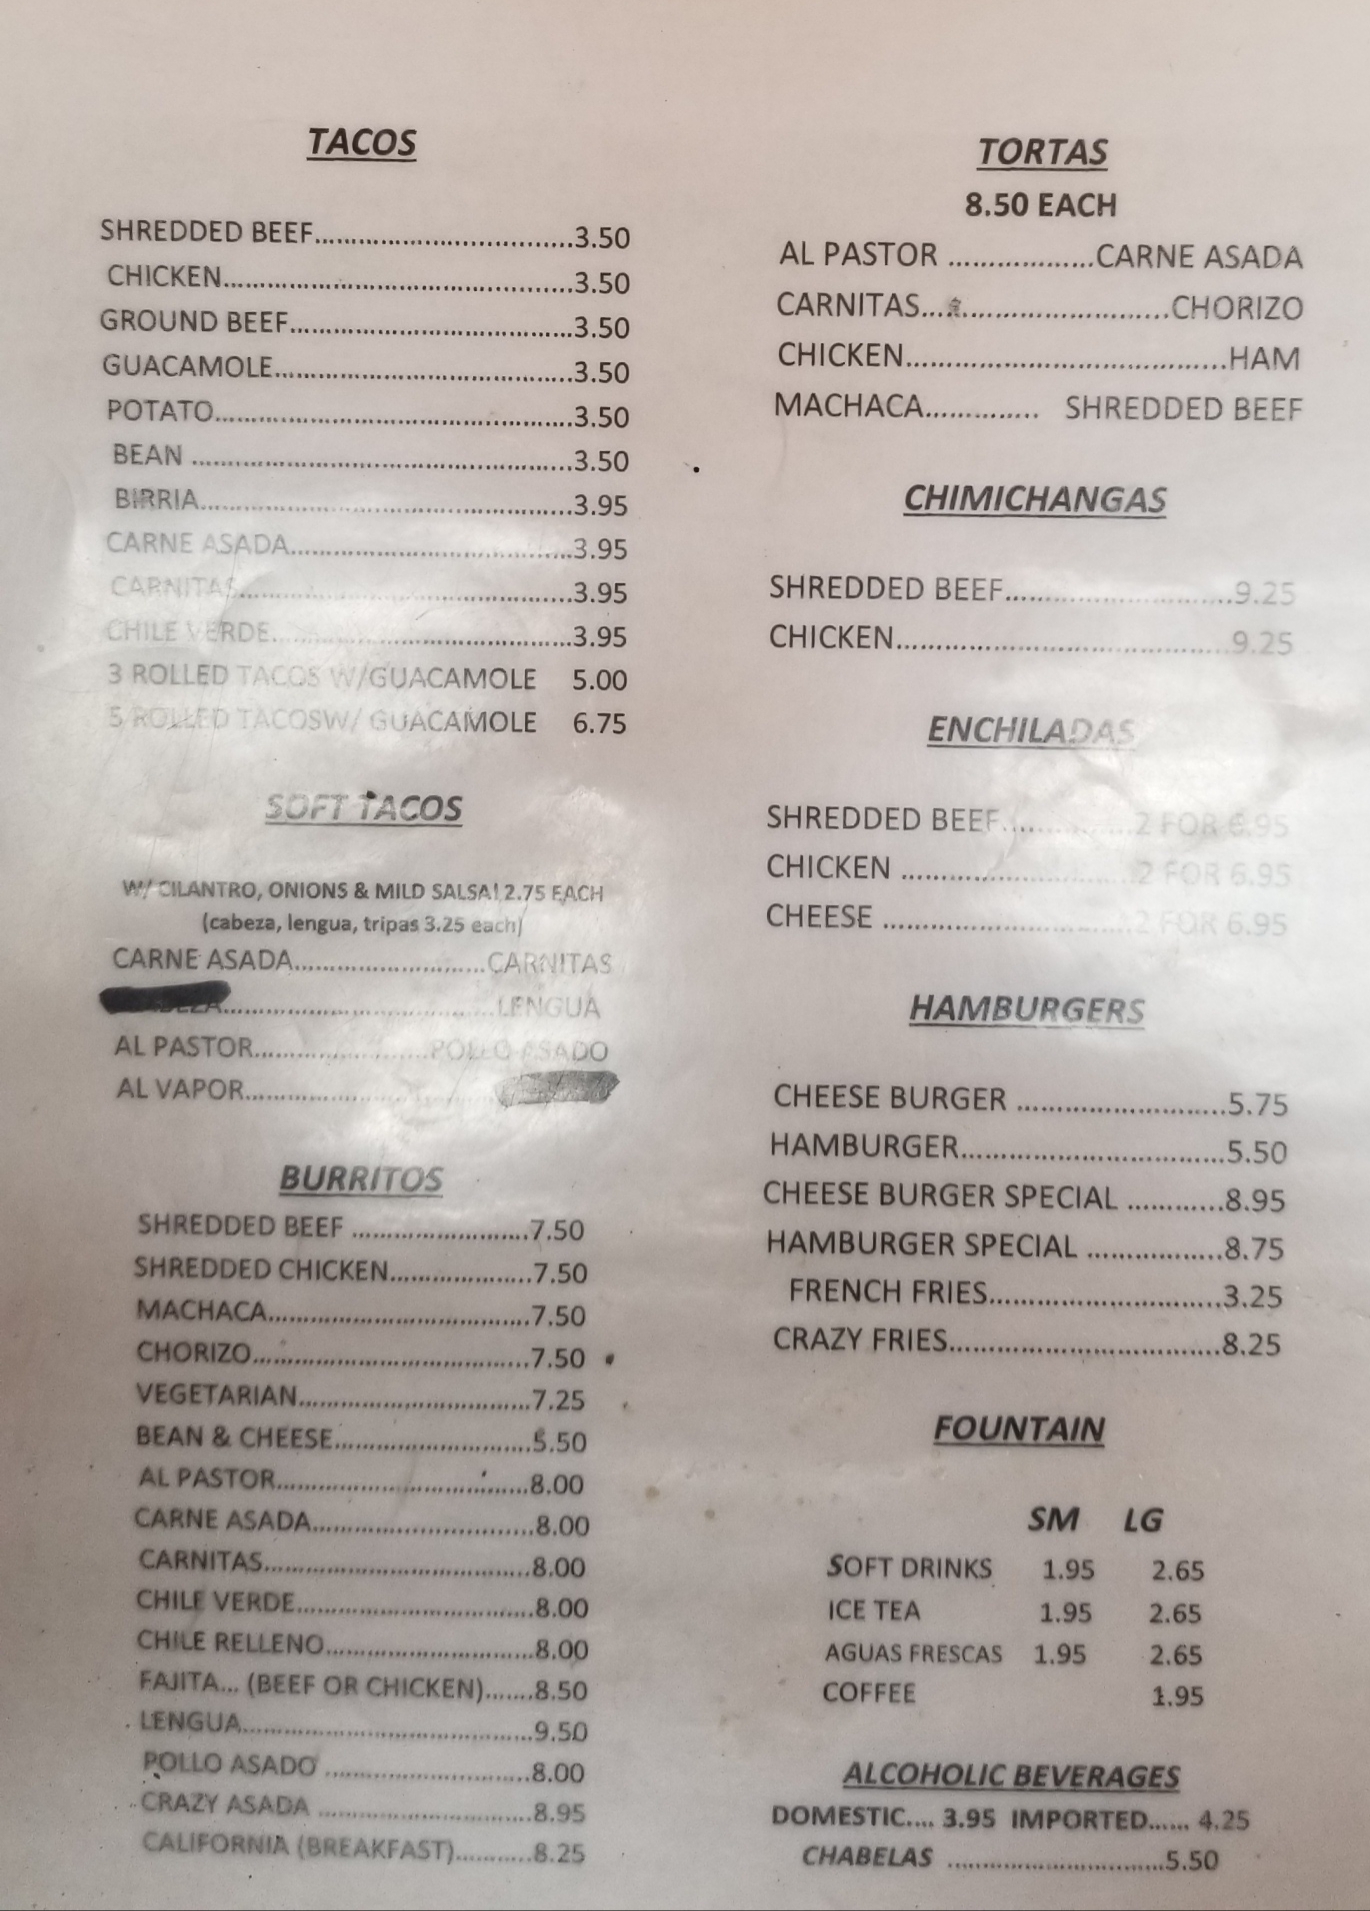 TACOS
SHREDDED BEEF..................................3.50
CHICKEN..............................................3.50
GROUND BEEF.....................................3.50
GUACAMOLE.......................................3.50
POTATO...............................................3.50
BEAN ..................................................3.50
BIRRIA.................................................3.95
CARNE ASADA.....................................3.95
CARNITAS............................................3.95
CHILE VERDE........................................3.95
3 ROLLED TACOS W/GUACAMOLE 5.00
5 ROLLED TACOSW/ GUACAMOLE 6.75
SOFT TACOS
W/ CILANTRO, ONIONS & MILD SALSA! 2.75 EACH
(cabeza, lengua, tripas 3.25 each)
CARNE ASADA..........................CARNITAS
.....................................LENGUA
AL PASTOR.......................POLLO ASADO
AL VAPOR.................................
BURRITOS
SHREDDED BEEF ........................7.50
SHREDDED CHICKEN...................7.50
MACHACA...................................7.50
CHORIZO.....................................7.50
VEGETARIAN...............................7.25
BEAN & CHEESE..........................5.50
AL PASTOR..................................8.00
CARNE ASADA.............................8.00
CARNITAS....................................8.00
CHILE VERDE................................8.00
CHILE RELLENO............................8.00
FAJITA... (BEEF OR CHICKEN).......8.50
LENGUA.......................................9.50
POLLO ASADO ............................8.00
CRAZY ASADA .............................8.95
CALIFORNIA (BREAKFAST)...........8.25
TORTAS
8.50 EACH
AL PASTOR ..................CARNE ASADA
CARNITAS..............................CHORIZO
CHICKEN........................................HAM
MACHACA.............. SHREDDED BEEF
CHIMICHANGAS
SHREDDED BEEF............................9.25
CHICKEN.........................................9.25
ENCHILADAS
SHREDDED BEEF................2 FOR 6.95
CHICKEN ............................2 FOR 6.95
CHEESE ..............................2 FOR 6.95
HAMBURGERS
CHEESE BURGER ..........................5.75
HAMBURGER.................................5.50
CHEESE BURGER SPECIAL ............8.95
HAMBURGER SPECIAL .................8.75
FRENCH FRIES.............................3.25
CRAZY FRIES..................................8.25
FOUNTAIN
SM LG
SOFT DRINKS 1.95 2.65
ICE TEA 1.95 2.65
AGUAS FRESCAS 1.95 2.65
COFFEE 1.95
ALCOHOLIC BEVERAGES
DOMESTIC.... 3.95 IMPORTED...... 4.25
CHABELAS ................................5.50